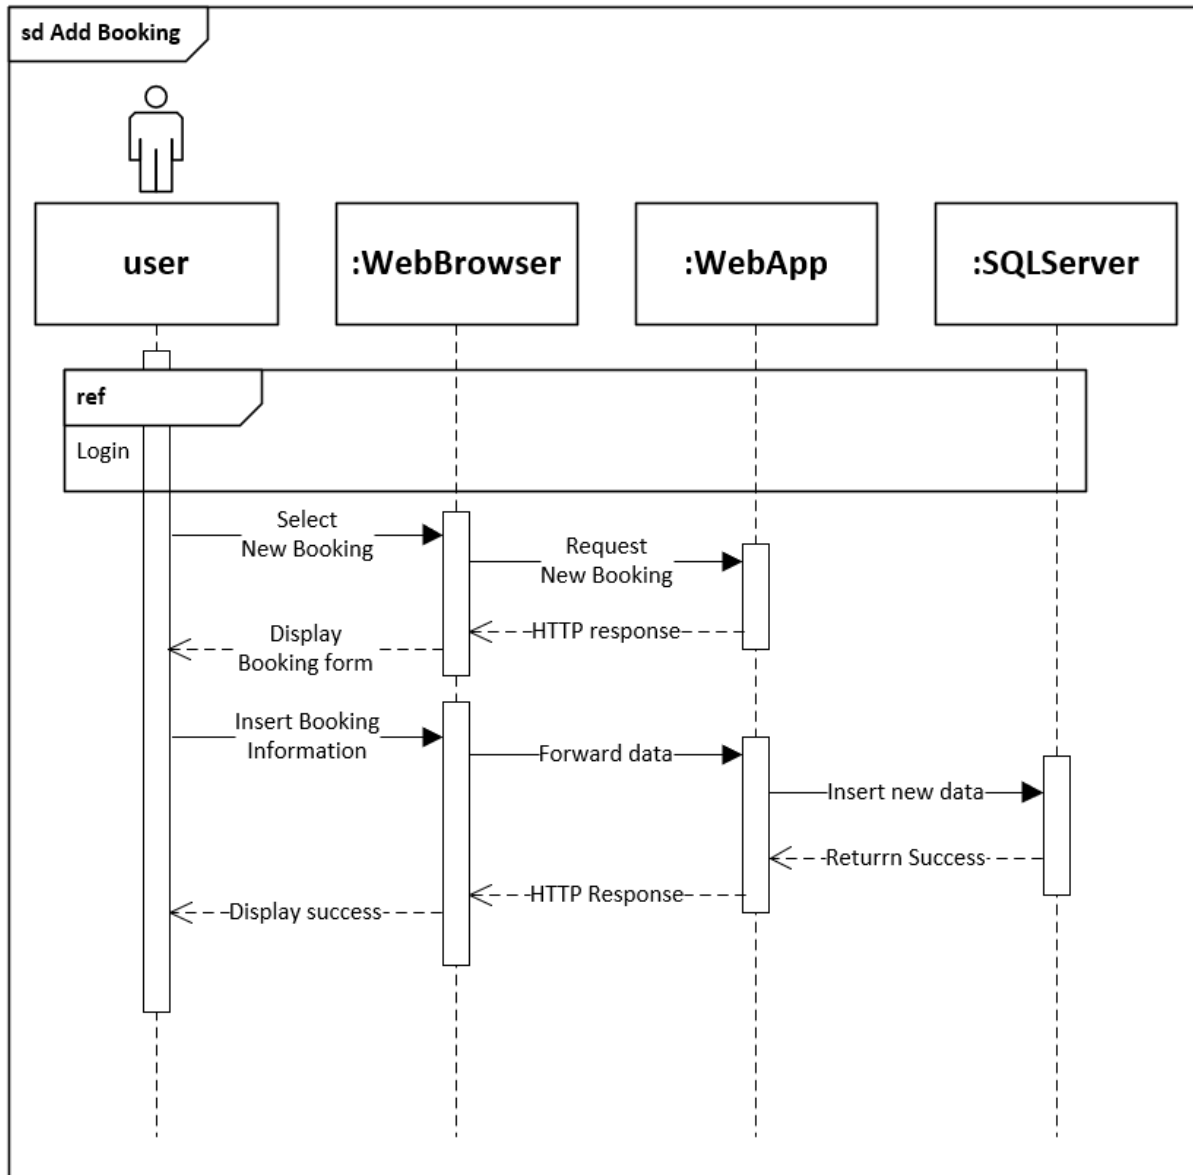 sd Add Booking
user
:WebBrowser
:WebApp
:SQLServer
ref
Login
Select
New Booking
Request
New Booking
HTTP response
Display
Booking form
Insert Booking
Information
Forward data
Insert new data
Returrn Success
HTTP Response
Display success